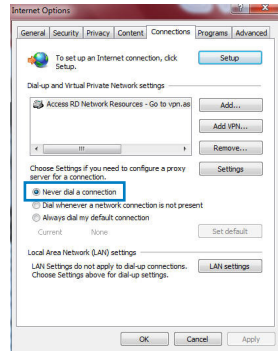 Internet Options
General Security Privacy Content Connections Programs Advanced
To set up an Internet connection, click
Setup.
Setup
Dial-up and Virtual Private Network settings
Access RD Network Resources - Go to vpn.as
Add...
Add VPN...
Remove...
Choose Settings if you need to configure a proxy
server for a connection.
Settings
Never dial a connection
Dial whenever a network connection is not present
Always dial my default connection
Current None
Set default
Local Area Network (LAN) settings
LAN Settings do not apply to dial-up connections.
Choose Settings above for dial-up settings.
LAN settings
OK Cancel Apply